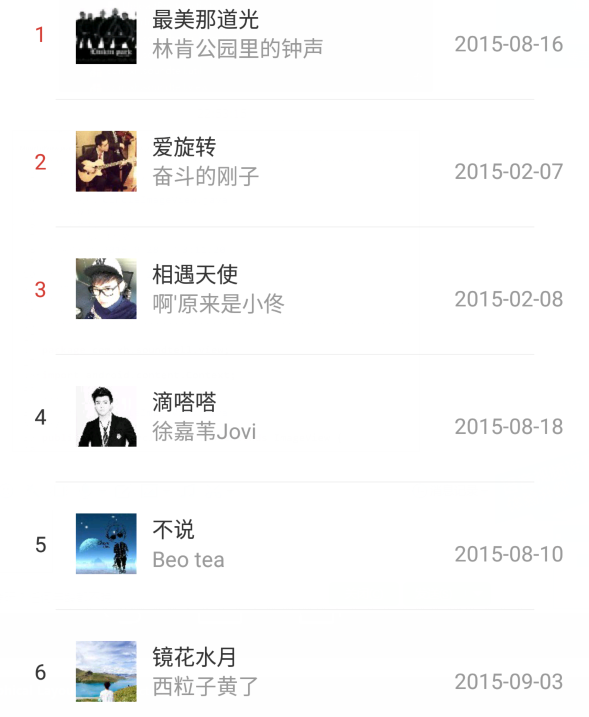 1
最美那道光
林肯公园里的钟声
2015-08-16
2
爱旋转
奋斗的刚子
2015-02-07
3
相遇天使
啊'原来是小佟
2015-02-08
4
滴嗒嗒
徐嘉苇Jovi
2015-08-18
5
不说
Beo tea
2015-08-10
6
镜花水月
西粒子黄了
2015-09-03